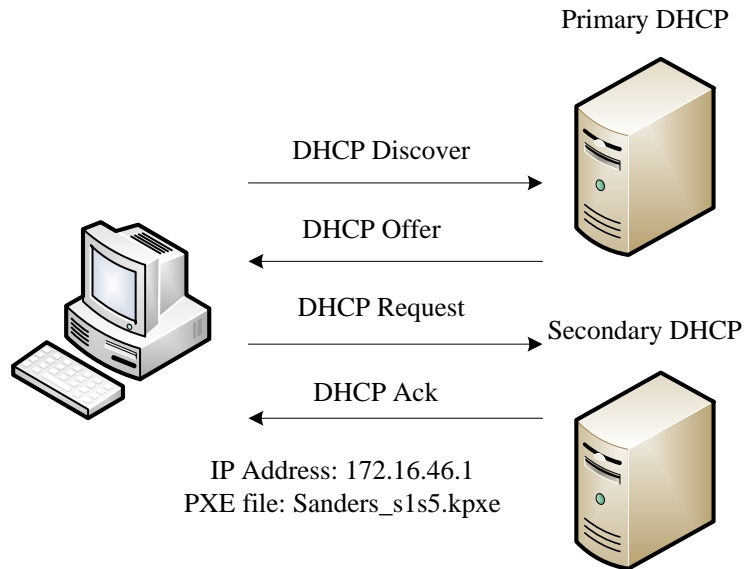 Primary DHCP
DHCP Discover
DHCP Offer
DHCP Request
Secondary DHCP
DHCP Ack
IP Address: 172.16.46.1
PXE file: Sanders_s1s5.kpxe